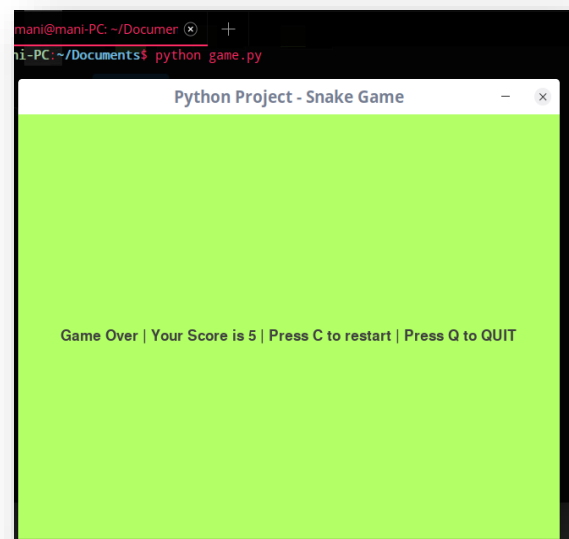 mani@mani-PC: ~/Documer
ni-PC:~/Documents$ python game.py
Python Project - Snake Game
Game Over | Your Score is 5 | Press C to restart | Press Q to QUIT